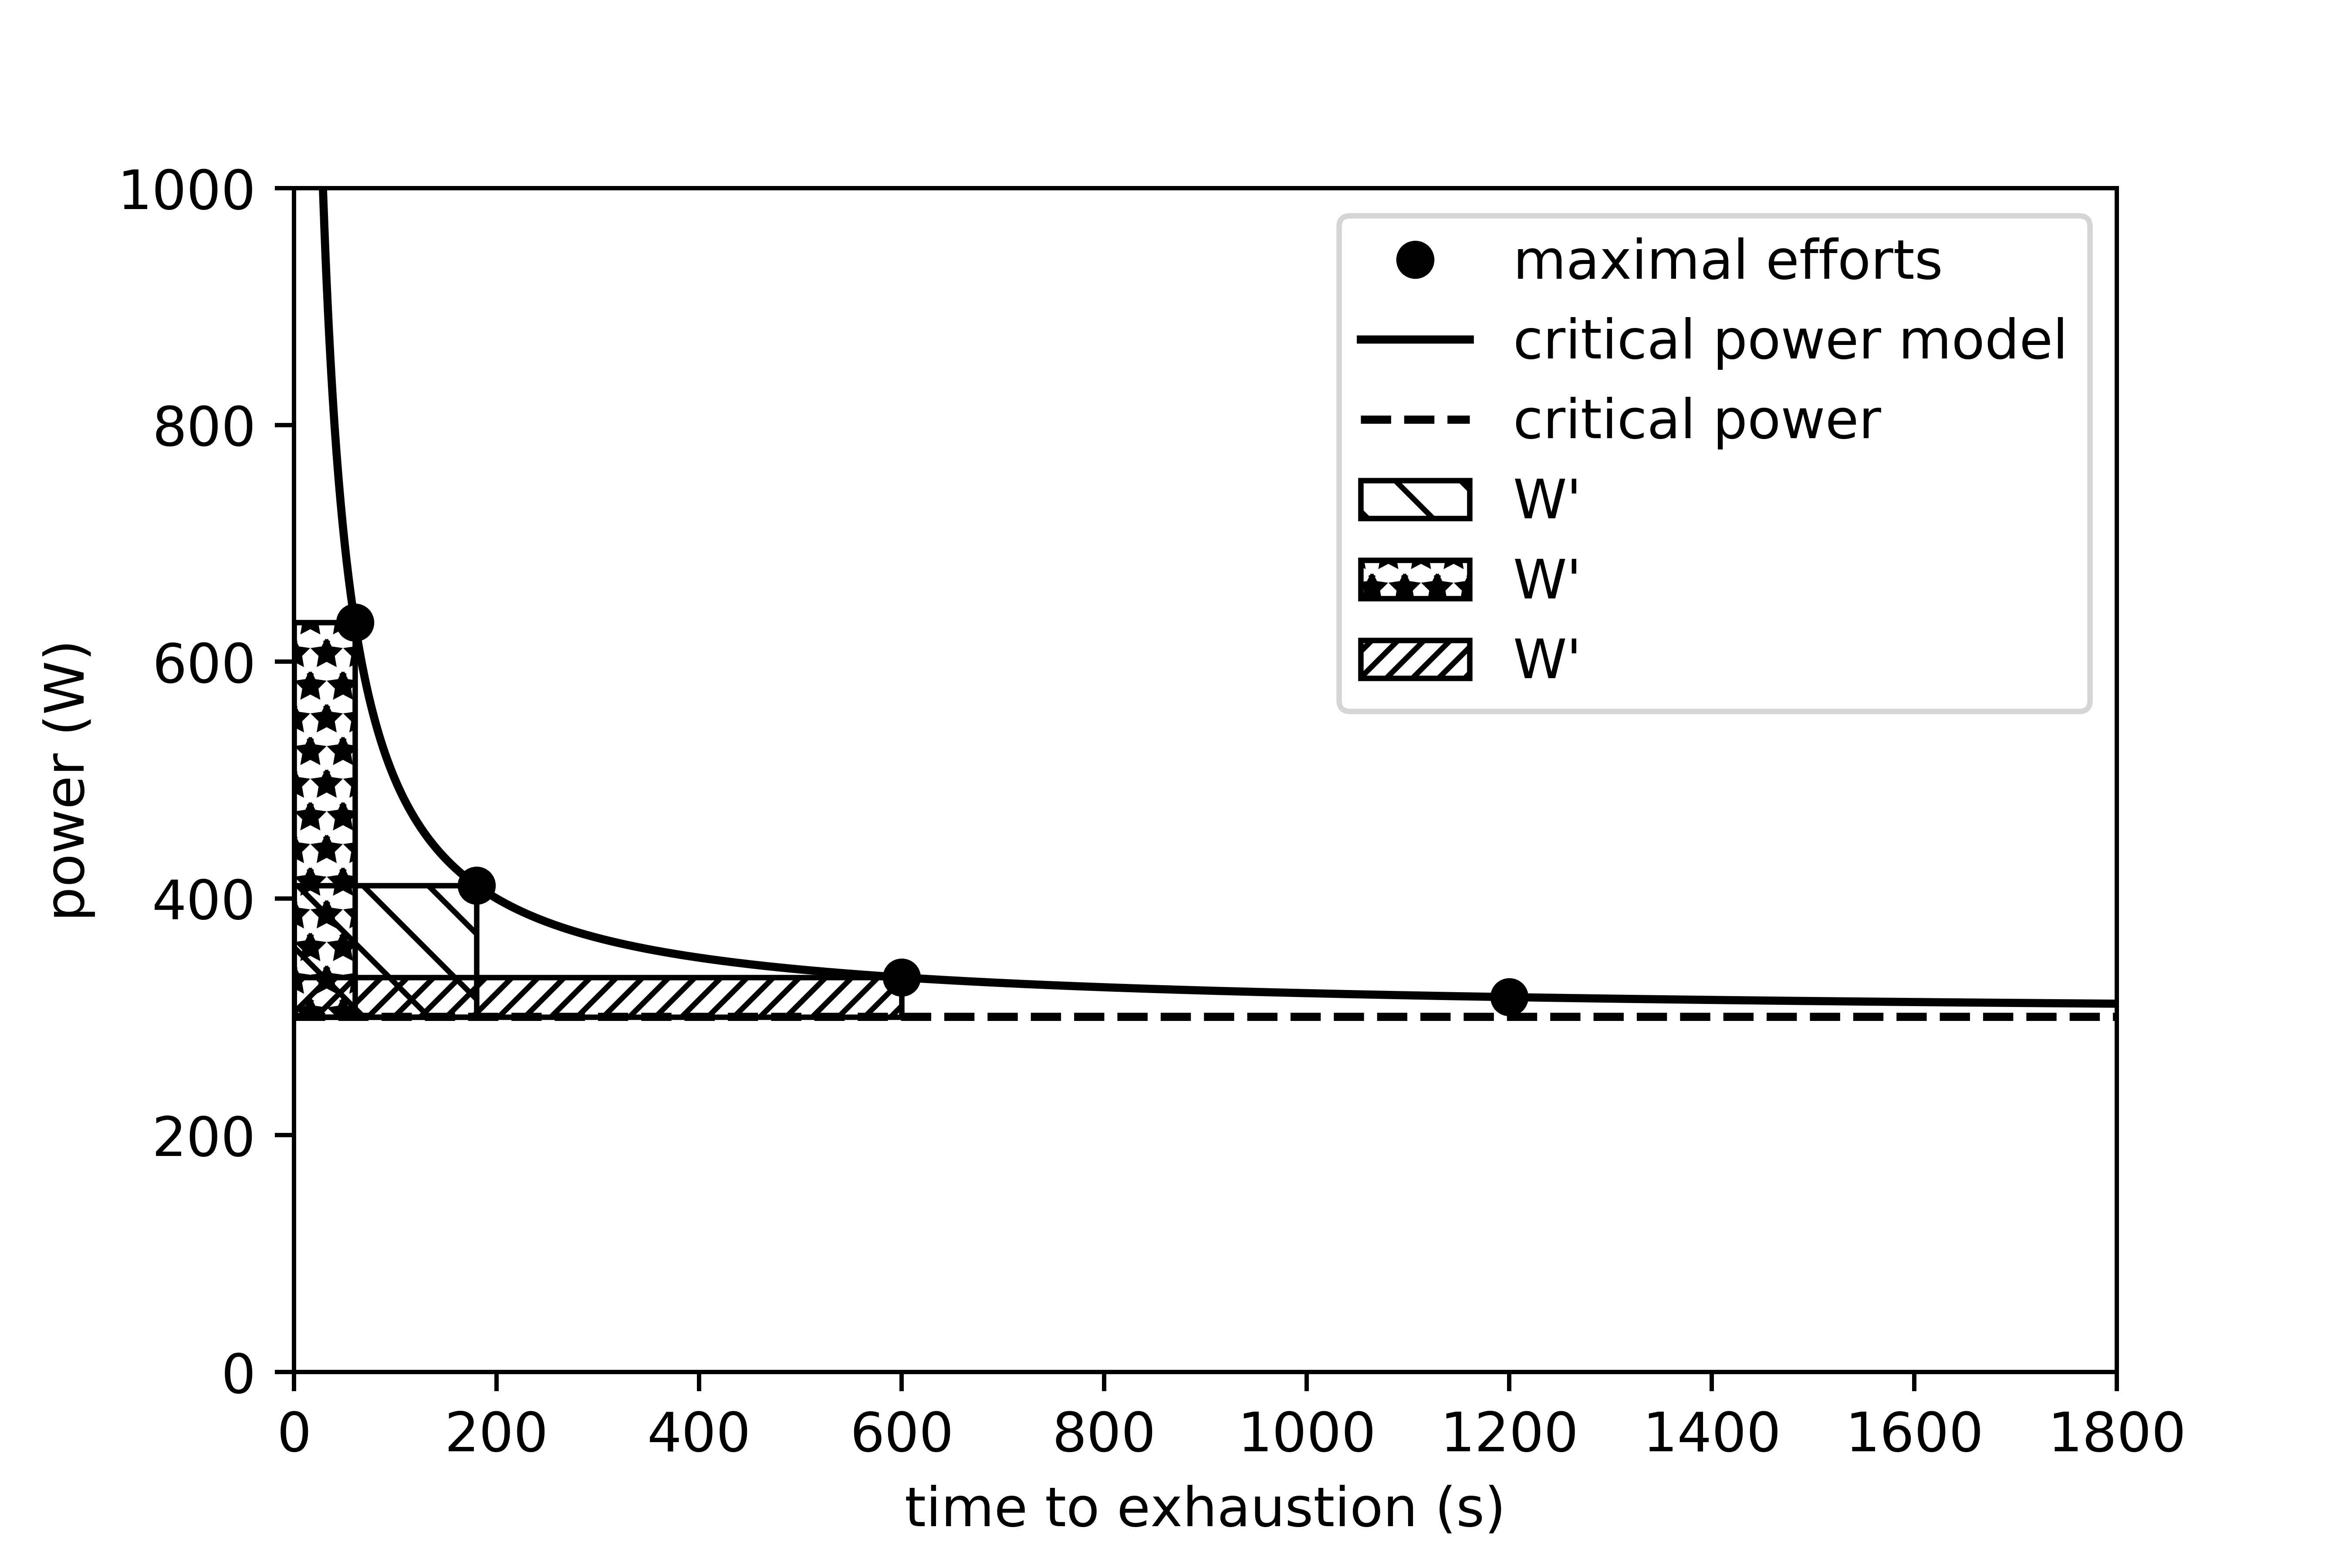 1000
800
600
400
200
0
power (W)
maximal efforts
critical power model
critical power
W'
W'
W'
0 200 400 600 800 1000 1200 1400 1600 1800
time to exhaustion (s)